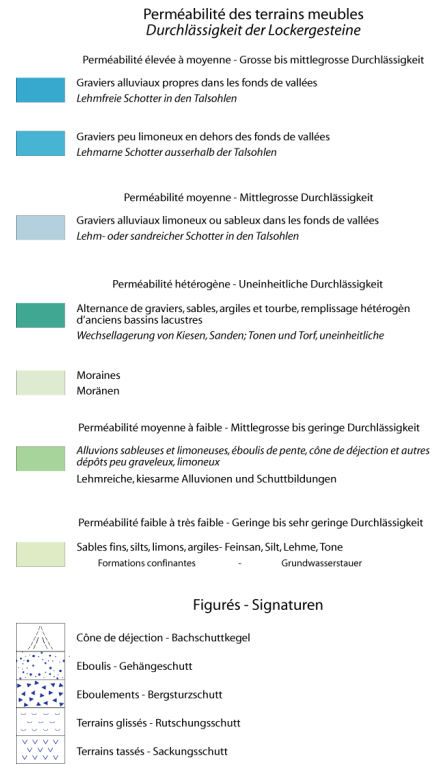 Perméabilité des terrains meubles
Durchlässigkeit der Lockergesteine
Perméabilité élevée à moyenne - Grosse bis mittlegrosse Durchlässigkeit
Graviers alluviaux propres dans les fonds de vallées
Lehmfreie Schotter in den Talsohlen
Graviers peu limoneux en dehors des fonds de vallées
Lehmarne Schotter ausserhalb der Talsohlen
Perméabilité moyenne - Mittlegrosse Durchlässigkeit
Graviers alluviaux limoneux ou sableux dans les fonds de vallées
Lehm- oder sandreicher Schotter in den Talsohlen
Perméabilité hétérogène - Uneinheitliche Durchlässigkeit
Alternance de graviers, sables, argiles et tourbe, remplissage hétérogèn
d'anciens bassins lacustres
Wechsellagerung von Kiesen, Sanden; Tonen und Torf, uneinheitliche
Moraines
Moränen
Perméabilité moyenne à faible - Mittlegrosse bis geringe Durchlässigkeit
Alluvions sableuses et limoneuses, éboulis de pente, cône de déjection et autres
dépôts peu graveleux, limoneux
Lehmreiche, kiesarme Alluvionen und Schuttbildungen
Perméabilité faible à très faible - Geringe bis sehr geringe Durchlässigkeit
Sables fins, silts, limons, argiles- Feinsan, Silt, Lehme, Tone
Formations confinantes - Grundwasserstauer
Figurés - Signaturen
Cône de déjection - Bachschuttkegel
Eboulis - Gehängeschutt
Eboulements - Bergsturzschutt
Terrains glissés - Rutschungsschutt
Terrains tassés - Sackungsschutt